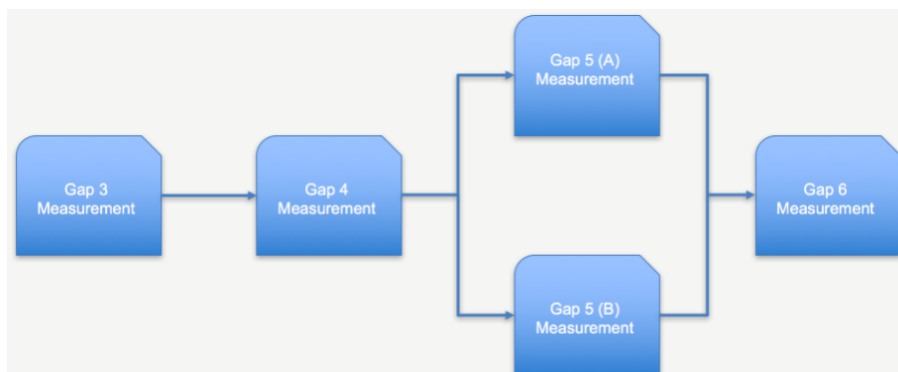 Gap 3
Measurement
Gap 4
Measurement
Gap 5 (A)
Measurement
Gap 5 (B)
Measurement
Gap 6
Measurement